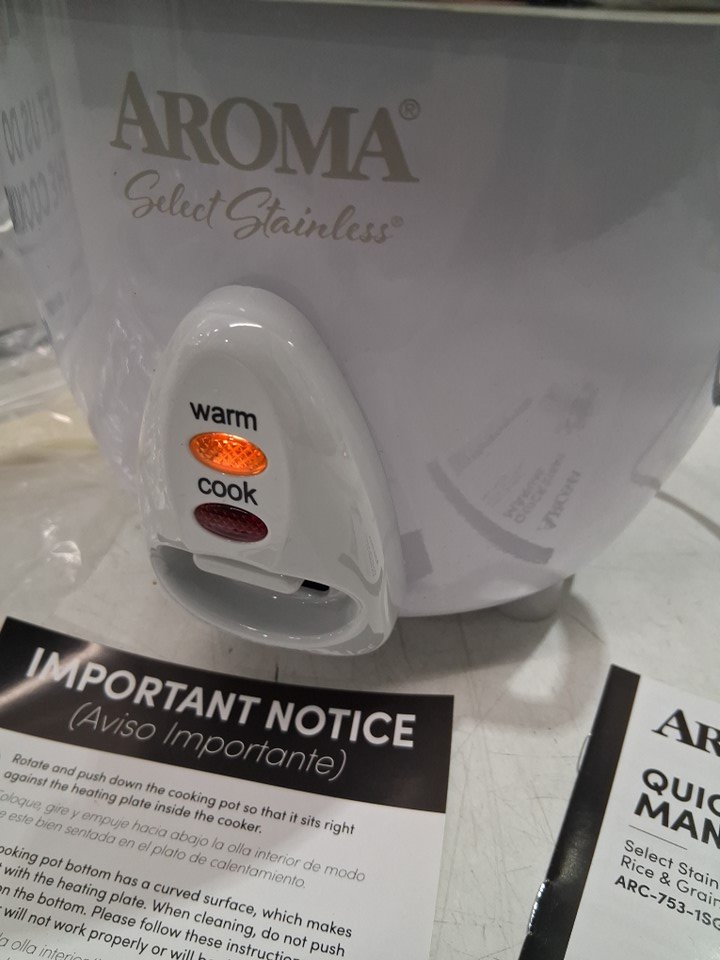 AROMA®
Select Stainless®
warm
cook
IMPORTANT NOTICE
(Aviso Importante)
Rotate and push down the cooking pot so that it sits right
against the heating plate inside the cooker.
gire y empuje hacia abajo la olla interior de modo
este bien sentada en el plato de calentamiento.
pot bottom has a curved surface, which makes
with the heating plate. When cleaning, do not push
the bottom. Please follow these
will not work properly or will
olla
AR
QUIC
MAN
Select Stain
Rice & Grain
ARC-753-1SG